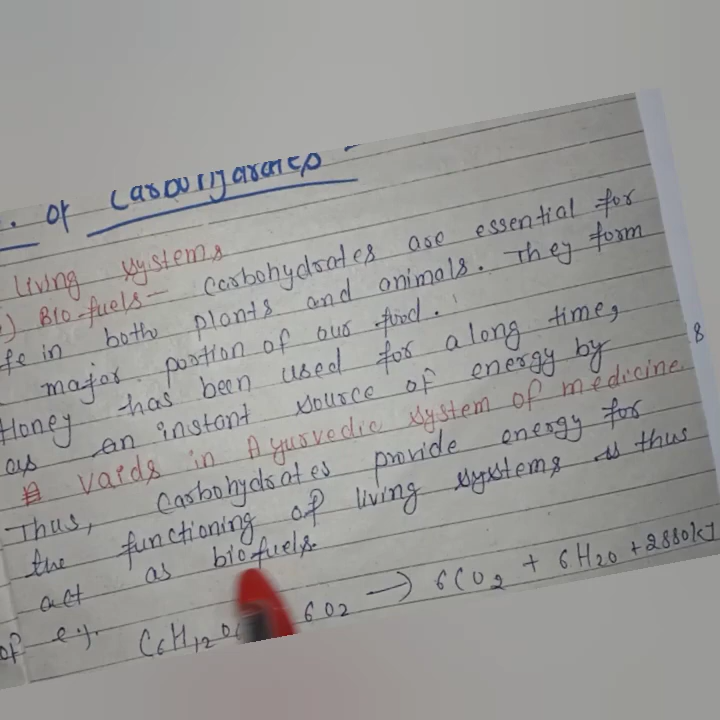 . of Carbohydrates
Living systems
) Bio-fuels - Carbohydrates are essential for
fe in both plants and animals. They form
major portion of our food.
Honey has been used for a long time,
as an instant source of energy by
Vaids in Ayurvedic system of medicine
Thus, Carbohydrates provide energy for
the functioning of living systems & thus
act as biofuels.
of eg. C6H12O 6O2 → 6CO2 + 6H2O + 2880kJ
8